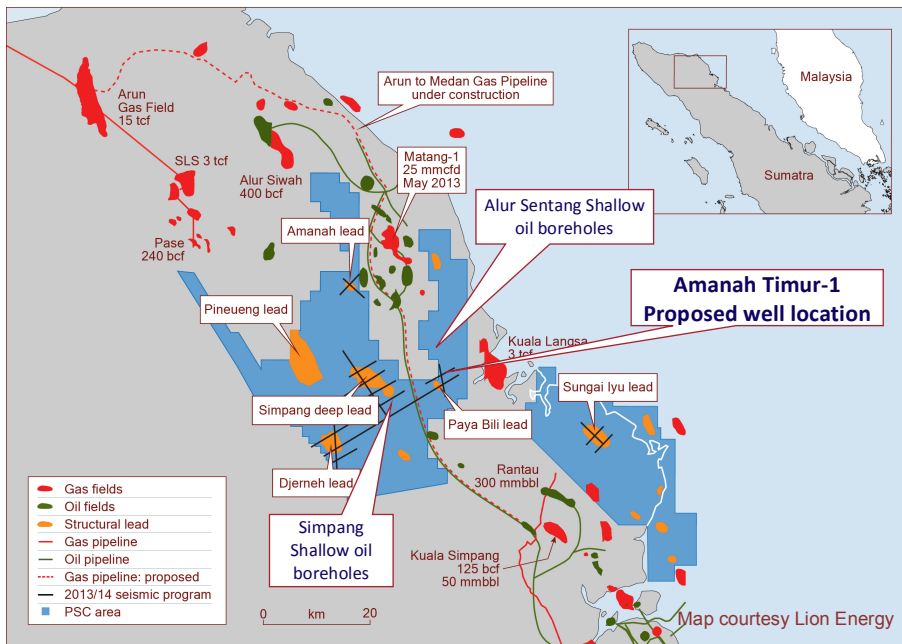 Arun
Gas Field
15 tcf
SLS 3 tcf
Pase
240 bcf
Alur Siwah
400 bcf
Arun to Medan Gas Pipeline
under construction
Matang-1
25 mmcfd
May 2013
Malaysia
Sumatra
Alur Sentang Shallow
oil boreholes
Amanah lead
Amanah Timur-1
Proposed well location
Pineueng lead
Kuala Langsa
3 tcf
Sungai Iyu lead
Simpang deep lead
Paya Bili lead
Djerneh lead
Rantau
300 mmbbl
Simpang
Shallow oil
boreholes
Kuala Simpang
125 bcf
50 mmbbl
Gas fields
Oil fields
Structural lead
Gas pipeline
Oil pipeline
Gas pipeline: proposed
2013/14 seismic program
PSC area
0 20
km
Map courtesy Lion Energy